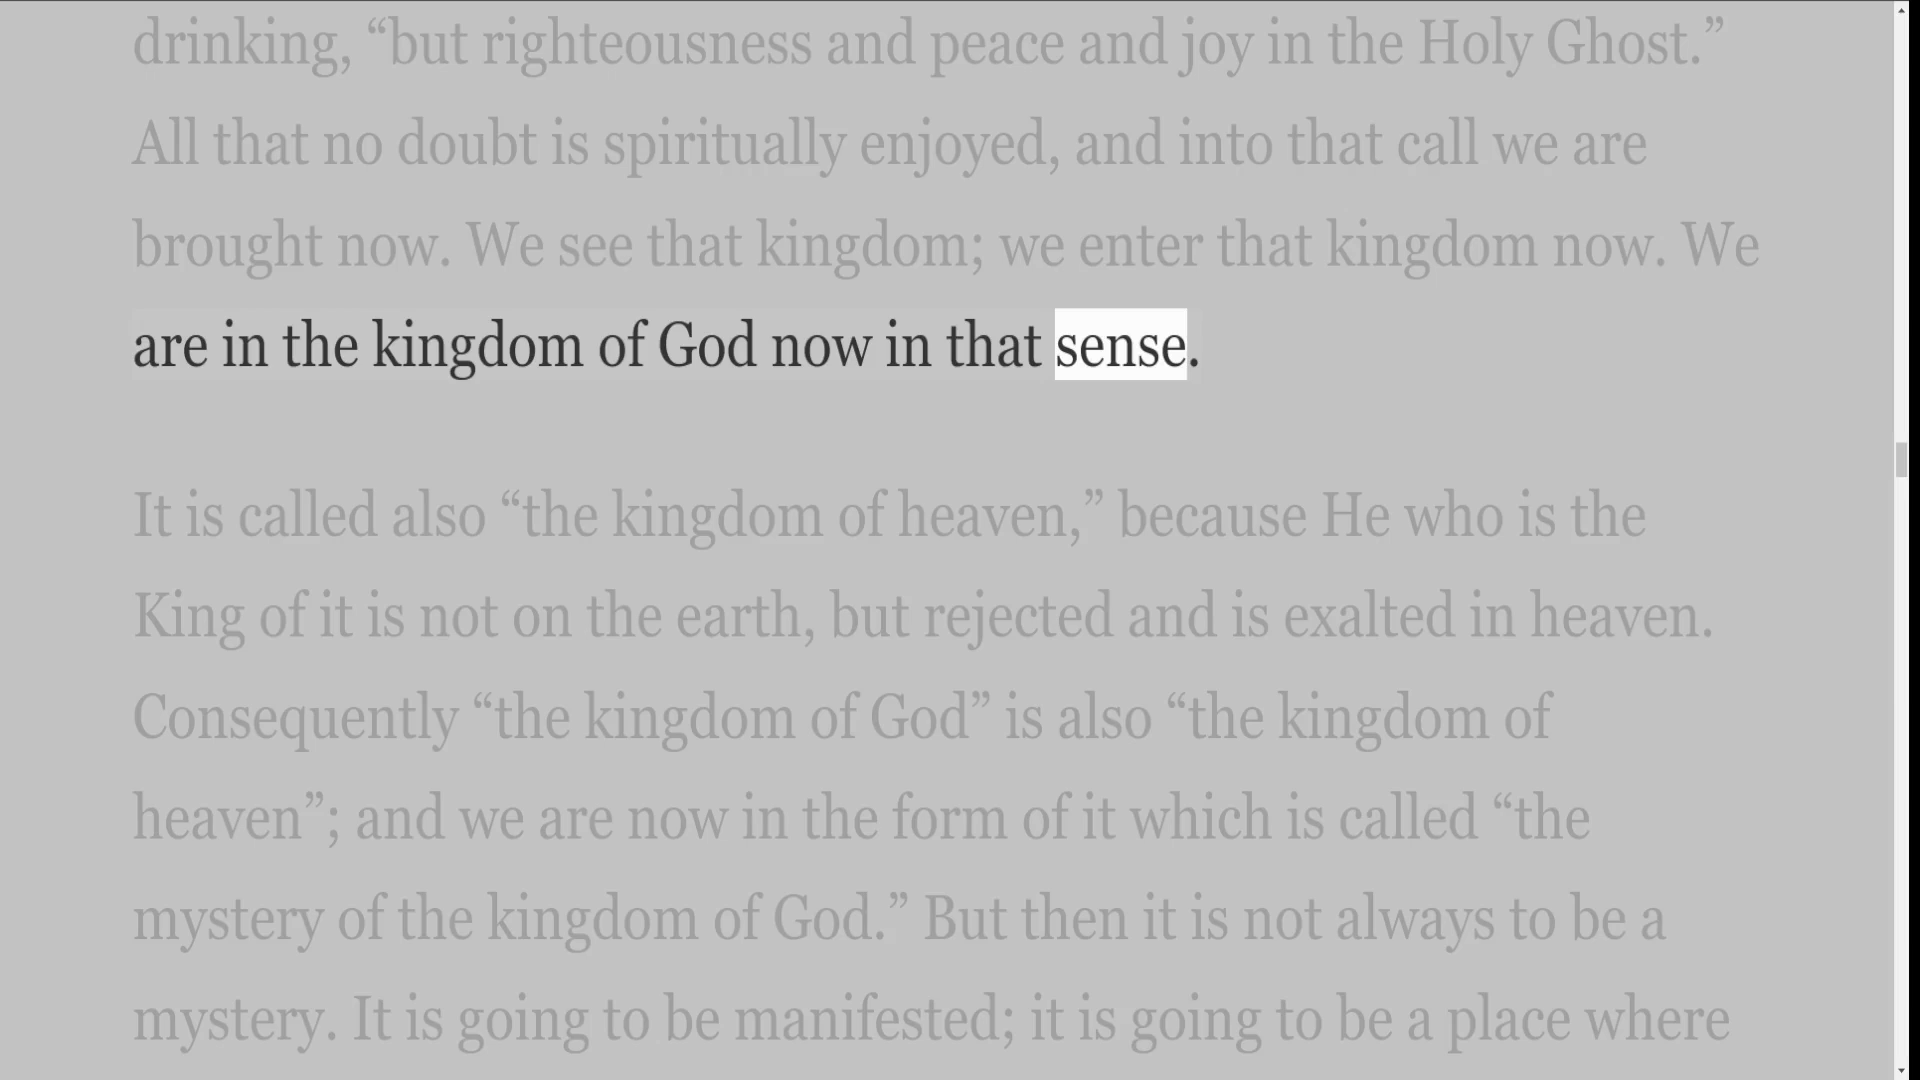 drinking, “but righteousness and peace and joy in the Holy Ghost.”
All that no doubt is spiritually enjoyed, and into that call we are
brought now. We see that kingdom; we enter that kingdom now. We
are in the kingdom of God now in that sense.
It is called also “the kingdom of heaven,” because He who is the
King of it is not on the earth, but rejected and is exalted in heaven.
Consequently “the kingdom of God” is also “the kingdom of
heaven”; and we are now in the form of it which is called “the
mystery of the kingdom of God.” But then it is not always to be a
mystery. It is going to be manifested; it is going to be a place where